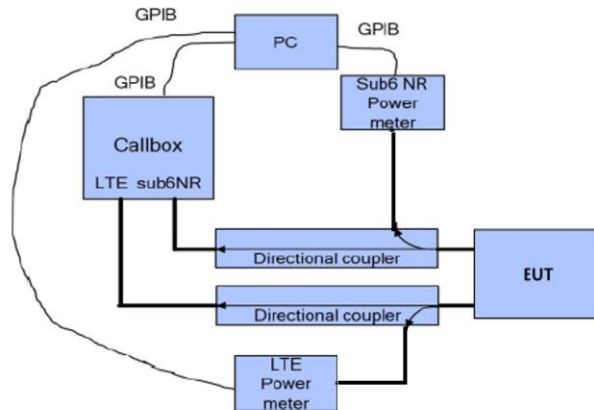 GPIB
PC
GPIB
GPIB
Sub6 NR
Power
meter
Callbox
LTE sub6NR
Directional coupler
EUT
Directional coupler
LTE
Power
meter